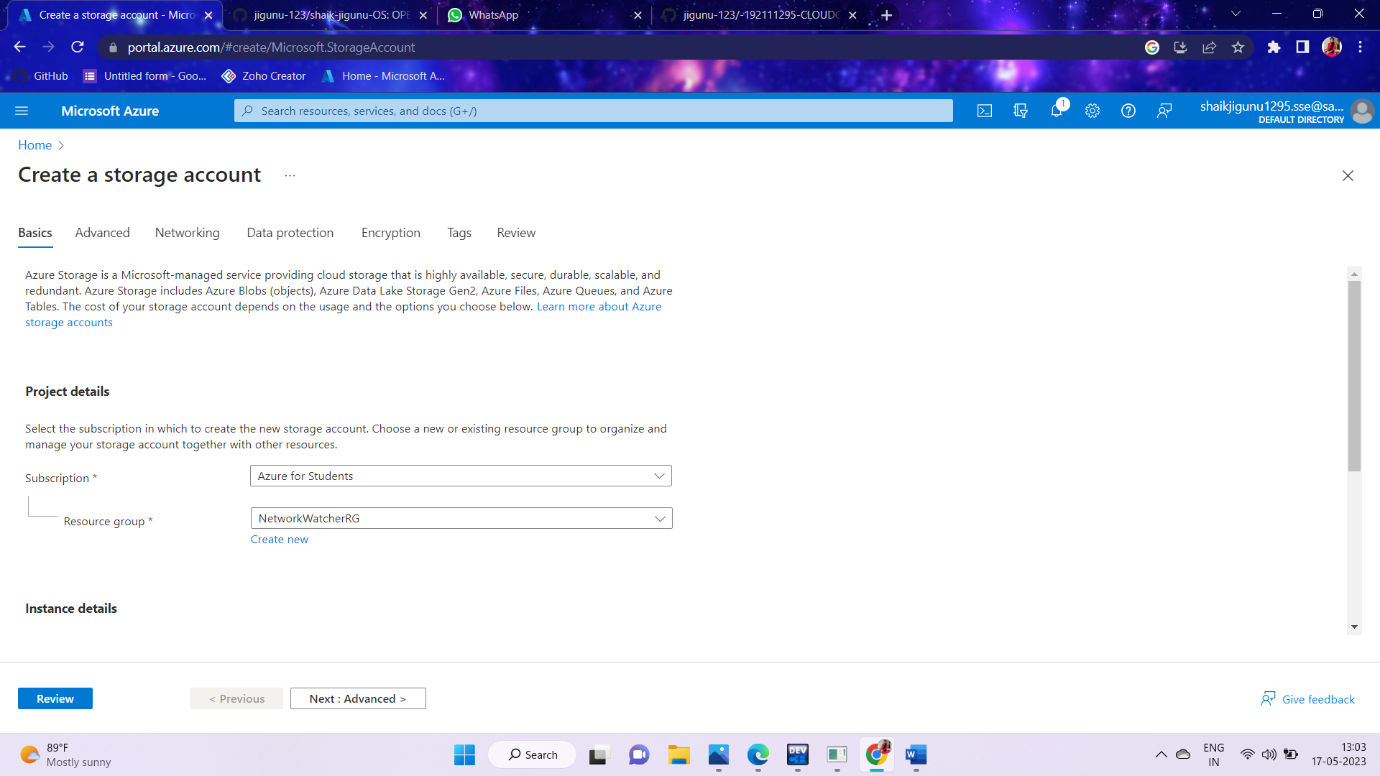 Create a storage account - Micro
jigunu-123/shaik-jigunu-OS: OPE
WhatsApp
jigunu-123/-192111295-CLOUDC
portal.azure.com/#create/Microsoft.StorageAccount
GitHub
Untitled form - Goo...
Zoho Creator
Home - Microsoft A...
Microsoft Azure
Search resources, services, and docs (G+/)
1
shaikjigunu1295.sse@sa...
DEFAULT DIRECTORY
Home >
Create a storage account ...
Basics
Advanced
Networking
Data protection
Encryption
Tags
Review
Azure Storage is a Microsoft-managed service providing cloud storage that is highly available, secure, durable, scalable, and
redundant. Azure Storage includes Azure Blobs (objects), Azure Data Lake Storage Gen2, Azure Files, Azure Queues, and Azure
Tables. The cost of your storage account depends on the usage and the options you choose below. Learn more about Azure
storage accounts
Project details
Select the subscription in which to create the new storage account. Choose a new or existing resource group to organize and
manage your storage account together with other resources.
Subscription *
Azure for Students
Resource group *
NetworkWatcherRG
Create new
Instance details
Review
< Previous
Next : Advanced >
Give feedback
89°F
Mostly sunny
Search
DEV
ENG
IN
13:03
17-05-2023